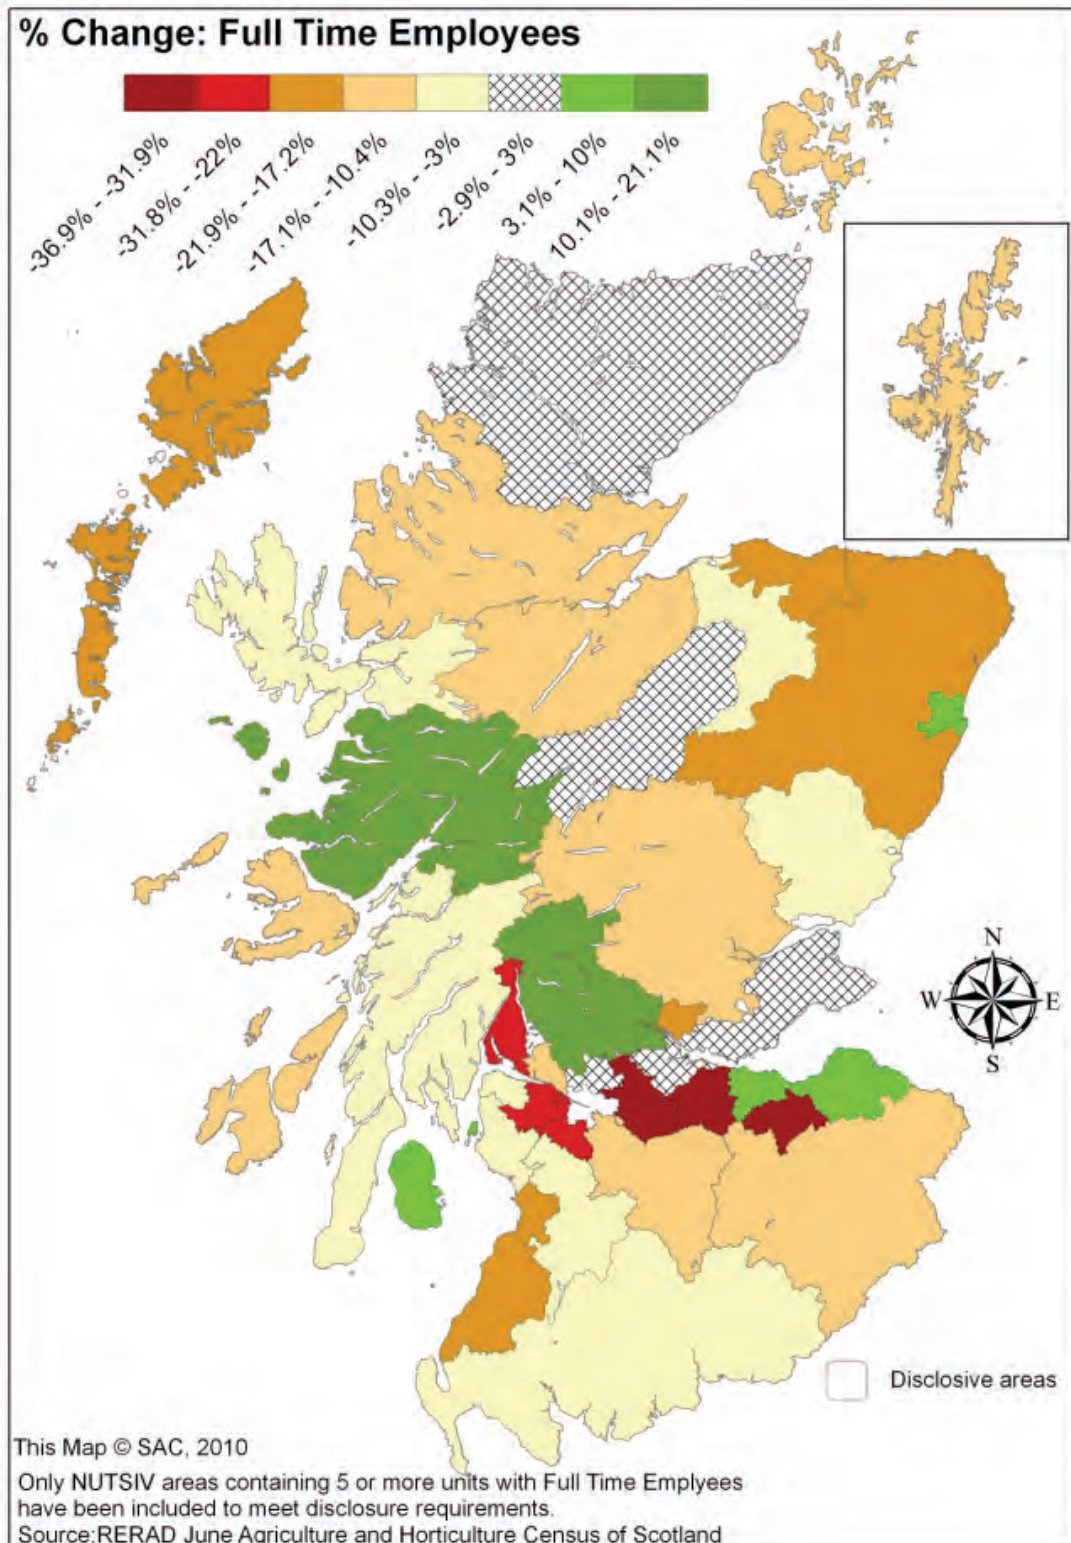 % Change: Full Time Employees
-36.9% - -31.9%
-31.8% - -22%
-21.9% - -17.2%
-17.1% - -10.4%
-10.3% - -3%
-2.9% - 3%
3.1% - 10%
10.1% - 21.1%
N
W E
S
Disclosive areas
This Map © SAC, 2010
Only NUTSIV areas containing 5 or more units with Full Time Emplyees
have been included to meet disclosure requirements.
Source:RERAD June Agriculture and Horticulture Census of Scotland